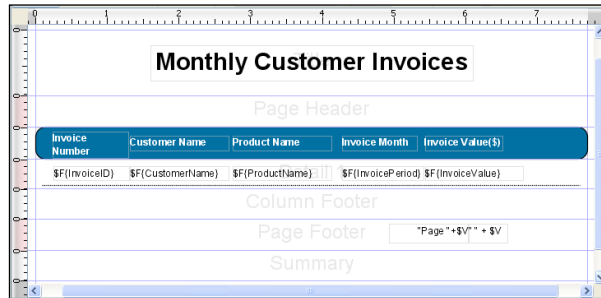 0 1 2 3 4 5 6 7
Monthly Customer Invoices
Page Header
Invoice Number Customer Name Product Name Invoice Month Invoice Value($)
$F{InvoiceID} $F{CustomerName} $F{ProductName} $F{InvoicePeriod} $F{InvoiceValue}
Column Footer
Page Footer "Page "+$V" " + $V
Summary